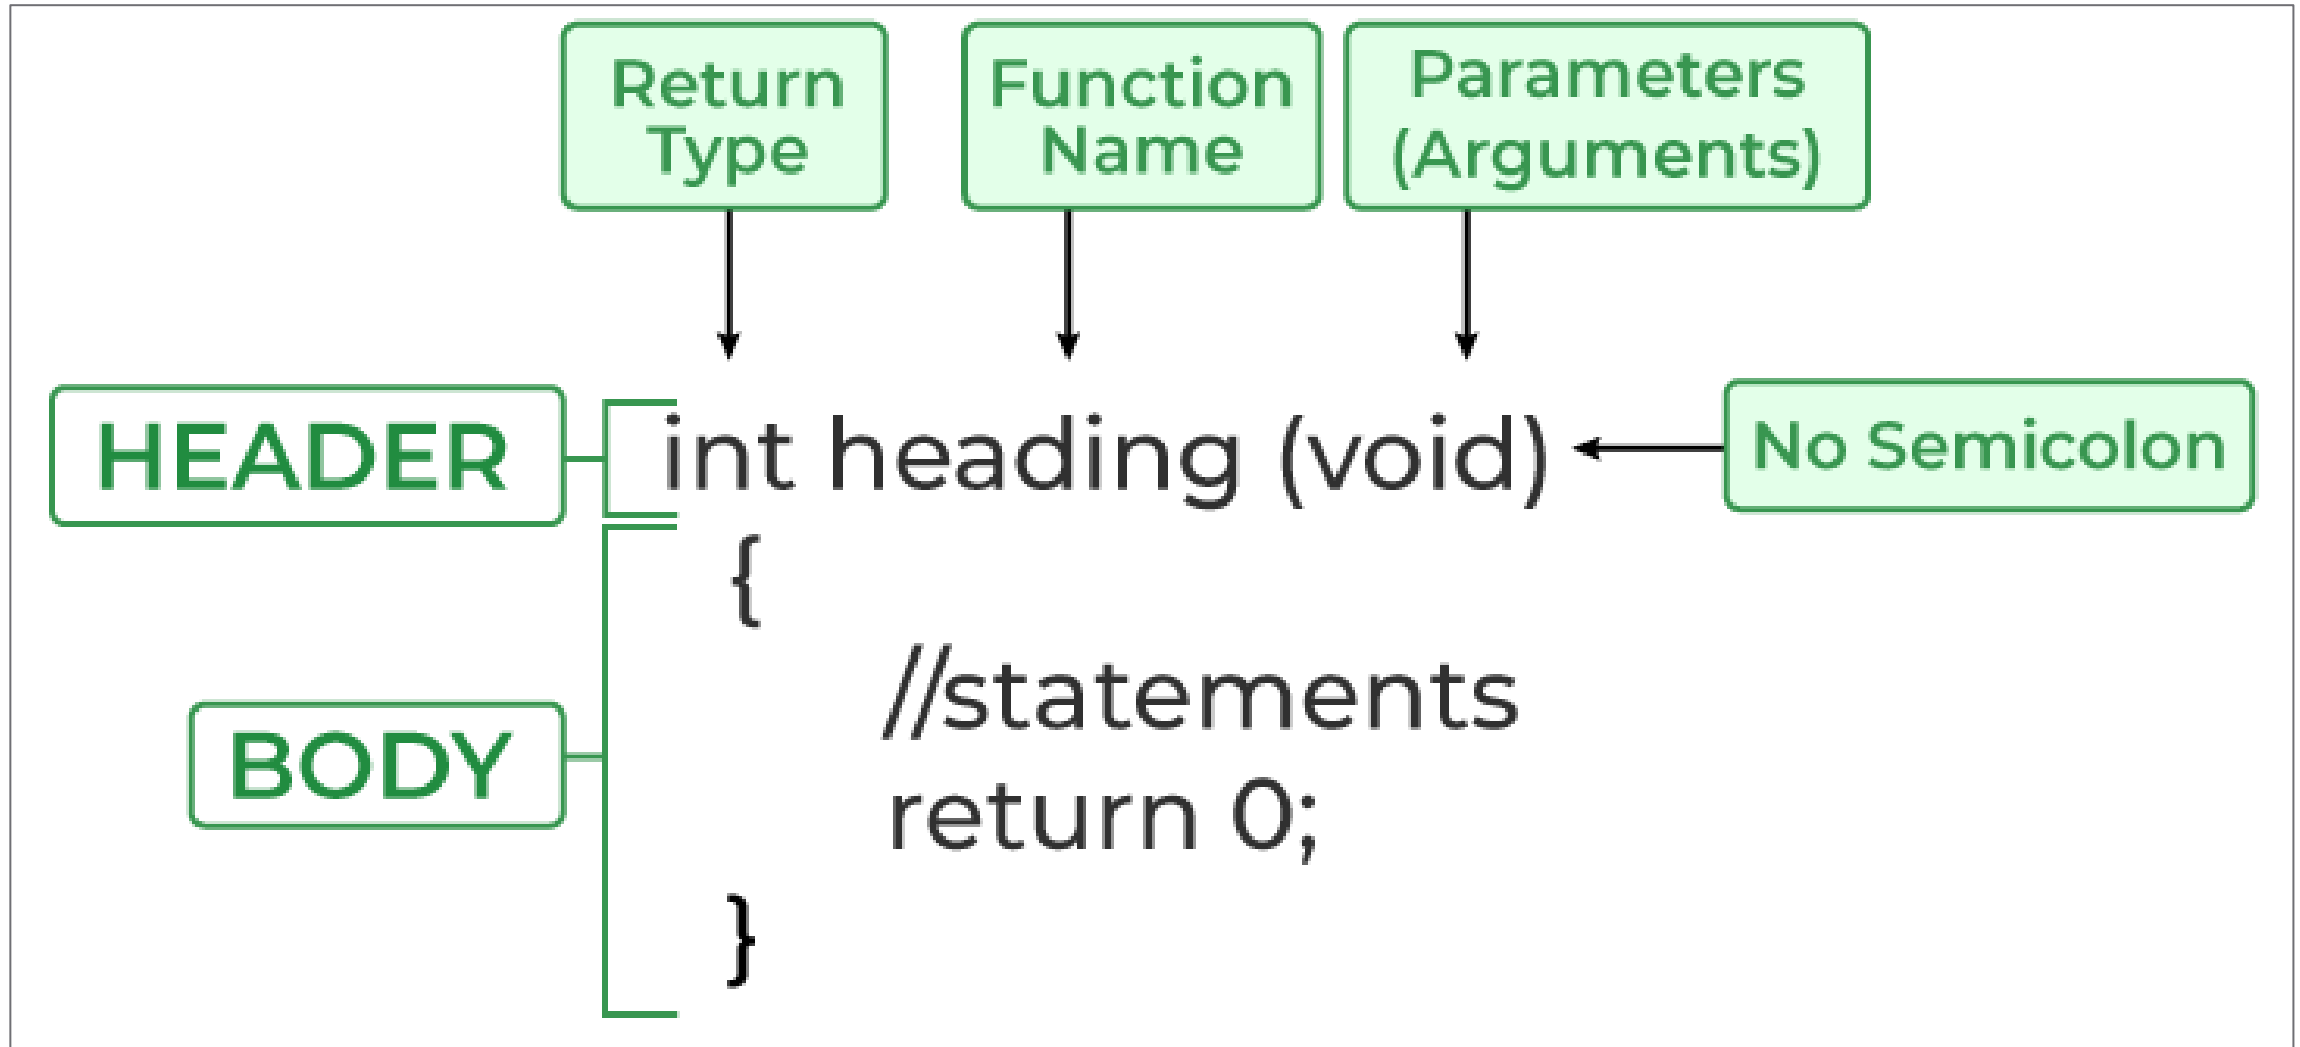 Return
Type
Function
Name
Parameters
(Arguments)
HEADER
int heading (void)
No Semicolon
{
//statements
BODY
return 0;
}